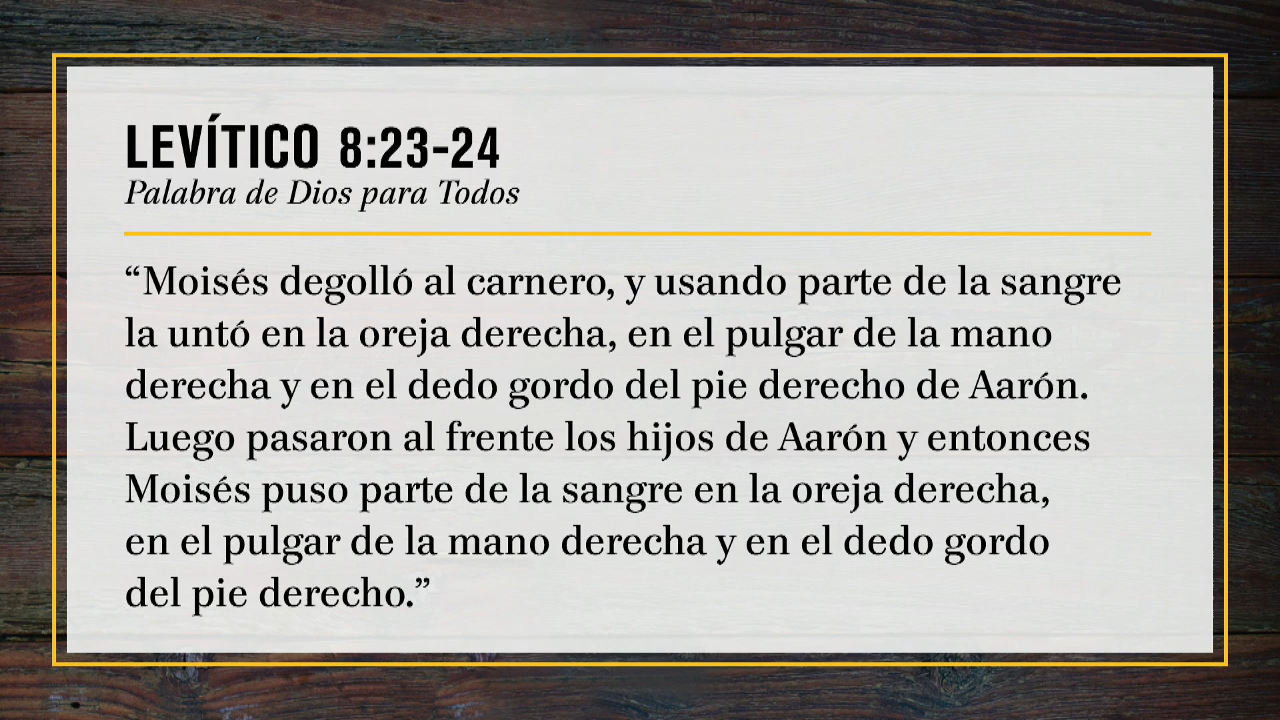 LEVÍTICO 8:23-24
Palabra de Dios para Todos
“Moisés degolló al carnero, y usando parte de la sangre
la untó en la oreja derecha, en el pulgar de la mano
derecha y en el dedo gordo del pie derecho de Aarón.
Luego pasaron al frente los hijos de Aarón y entonces
Moisés puso parte de la sangre en la oreja derecha,
en el pulgar de la mano derecha y en el dedo gordo
del pie derecho.”